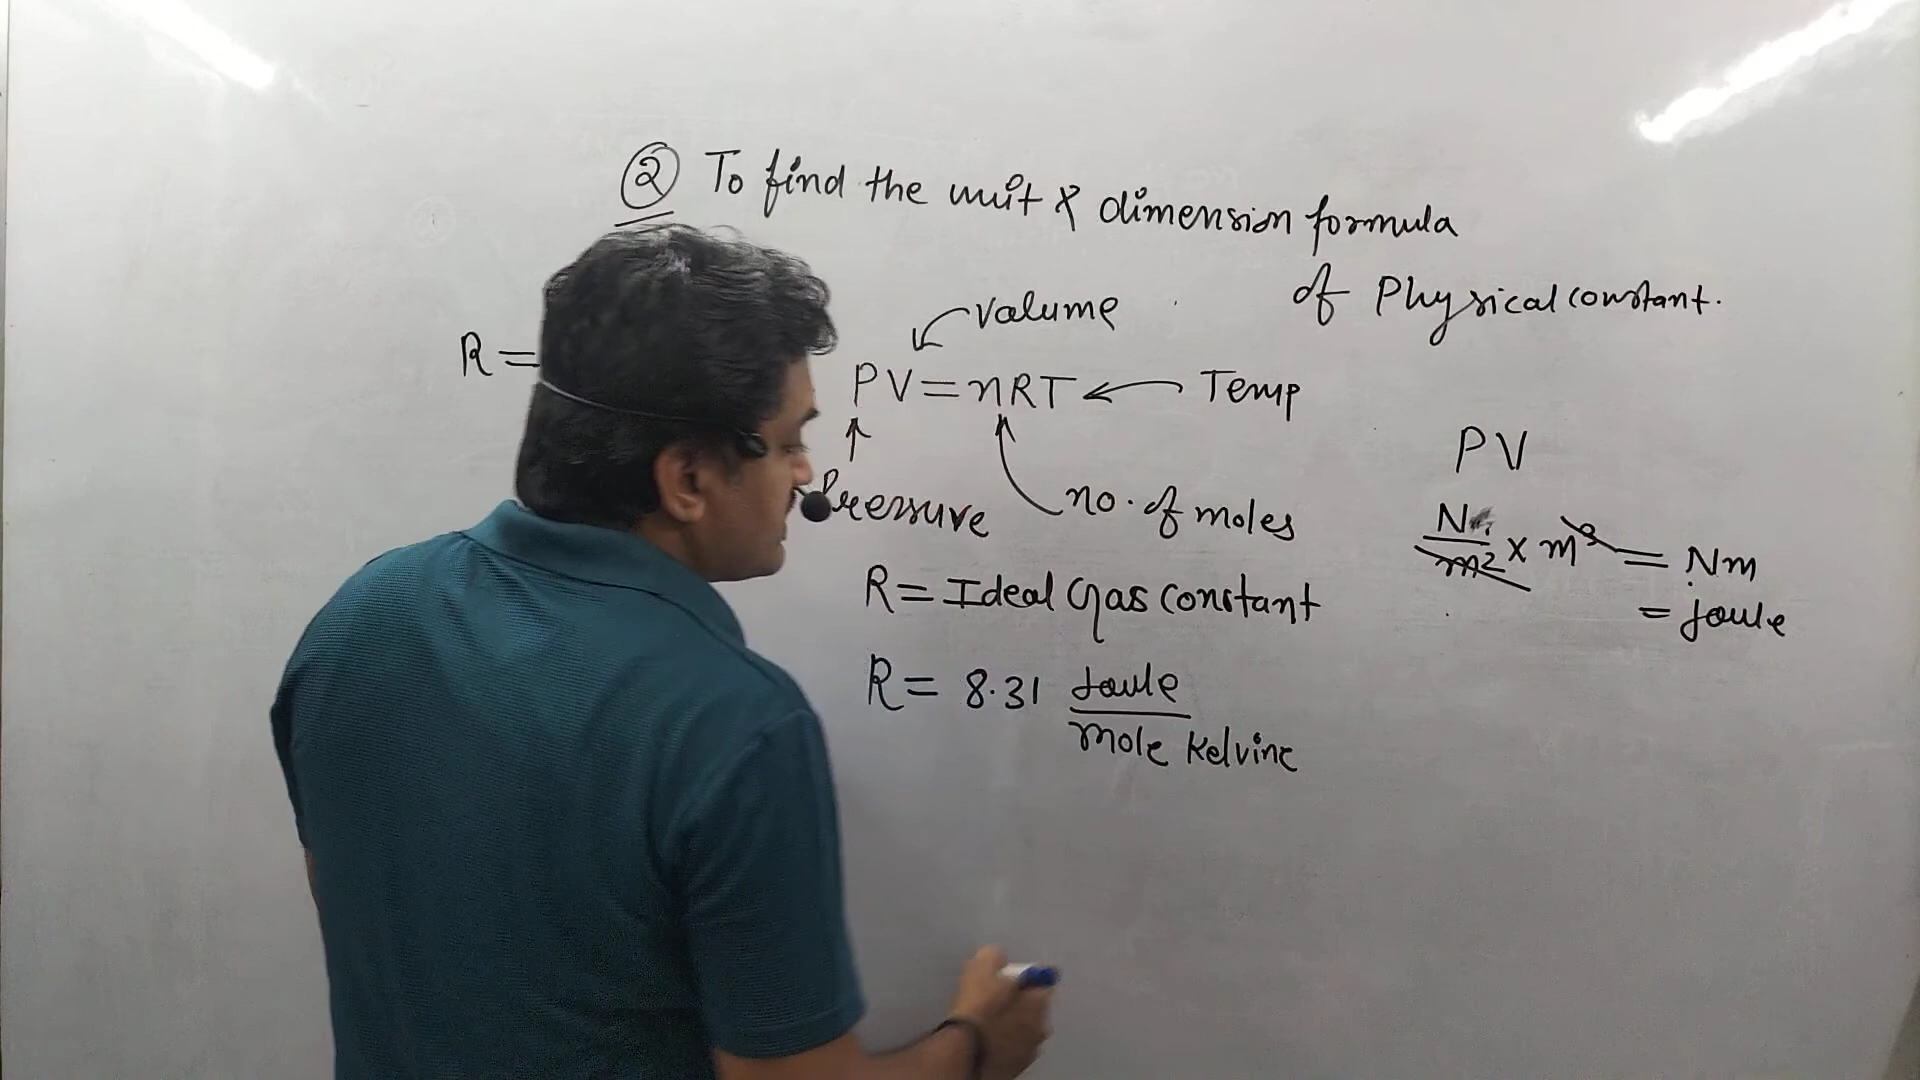 ② To find the unit & dimension formula
of Physical constant.
volume
R =
PV = nRT ← Temp
Pressure
no. of moles
R = Ideal Gas constant
R = 8.31 Joule
mole Kelvine
PV
N
m² × m³ = Nm
= Joule